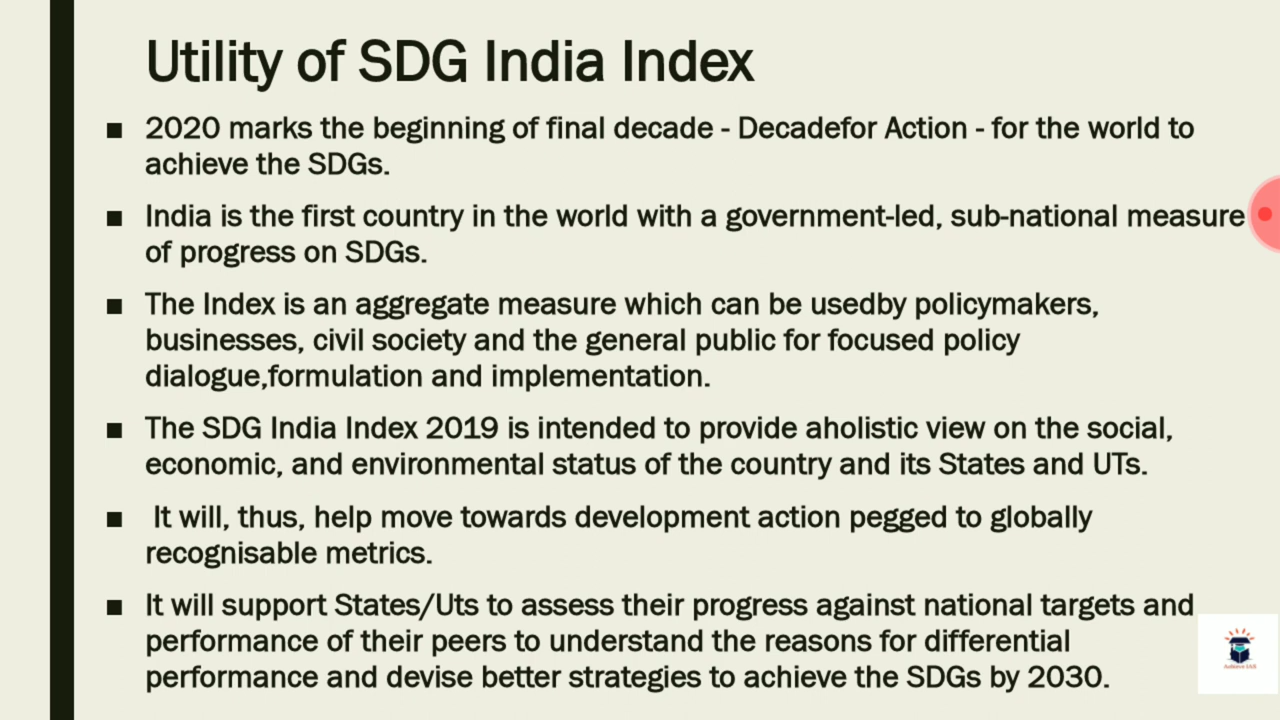 Utility of SDG India Index
■ 2020 marks the beginning of final decade - Decadefor Action - for the world to
achieve the SDGs.
■ India is the first country in the world with a government-led, sub-national measure
of progress on SDGs.
■ The Index is an aggregate measure which can be usedby policymakers,
businesses, civil society and the general public for focused policy
dialogue,formulation and implementation.
■ The SDG India Index 2019 is intended to provide aholistic view on the social,
economic, and environmental status of the country and its States and UTs.
■ It will, thus, help move towards development action pegged to globally
recognisable metrics.
■ It will support States/Uts to assess their progress against national targets and
performance of their peers to understand the reasons for differential
performance and devise better strategies to achieve the SDGs by 2030.